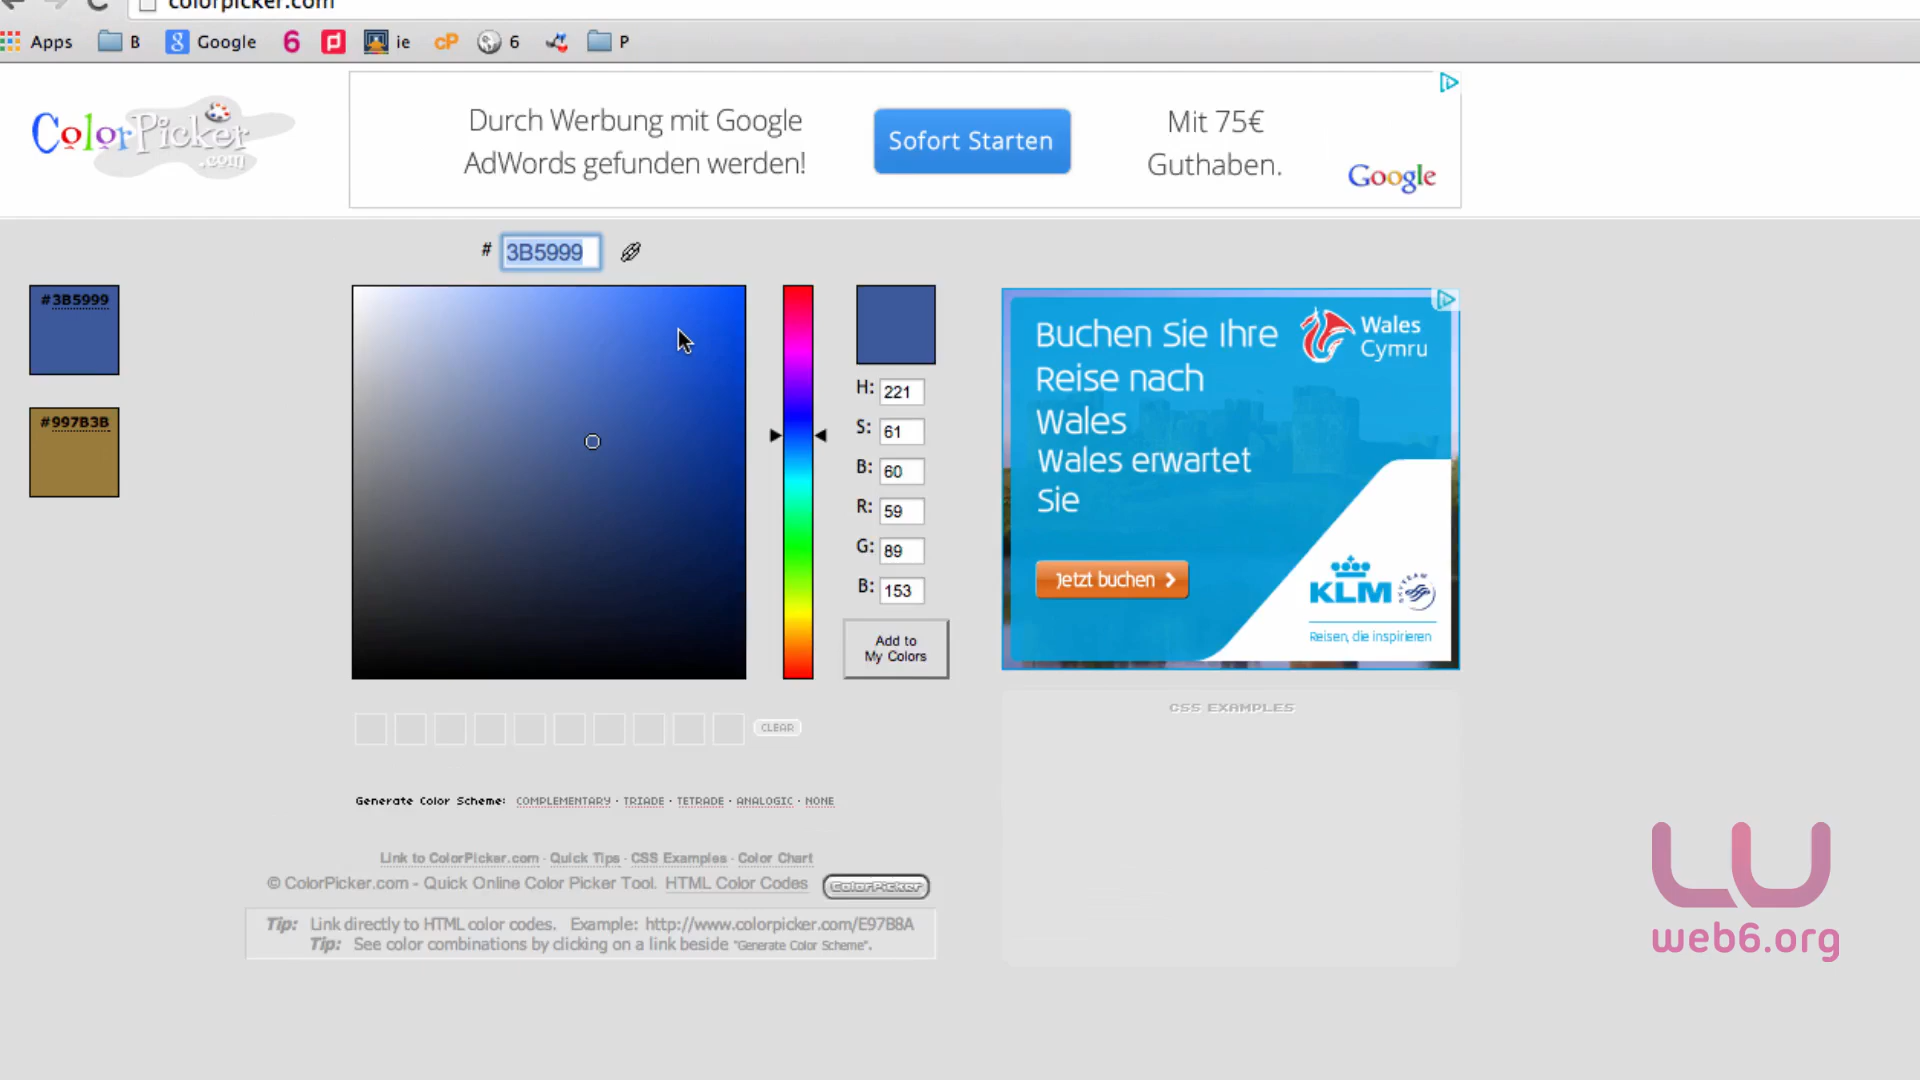 colorpicker.com
Apps B Google 6 ie cP 6 P
ColorPicker
.com
Durch Werbung mit Google
AdWords gefunden werden!
Sofort Starten
Mit 75€
Guthaben.
Google
# 3B5999
#3B5999
#997B3B
H: 221
S: 61
B: 60
R: 59
G: 89
B: 153
Add to
My Colors
Buchen Sie Ihre
Reise nach
Wales
Wales erwartet
Sie
Wales
Cymru
Jetzt buchen
KLM
Reisen, die inspirieren
CLEAR
CSS EXAMPLES
Generate Color Scheme: COMPLEMENTARY · TRIADE · TETRADE · ANALOGIC · NONE
Link to ColorPicker.com · Quick Tips · CSS Examples · Color Chart
© ColorPicker.com - Quick Online Color Picker Tool. HTML Color Codes ColorPicker
Tip: Link directly to HTML color codes. Example: http://www.colorpicker.com/E97B8A
Tip: See color combinations by clicking on a link beside "Generate Color Scheme".
web6.org